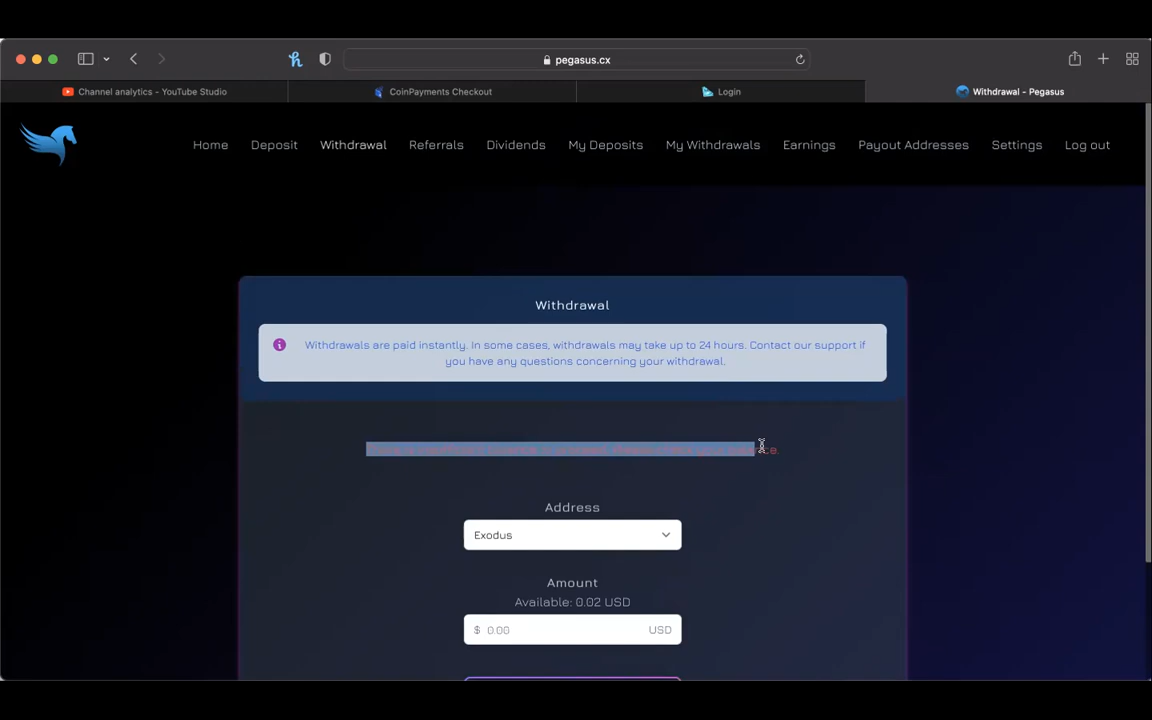 pegasus.cx
Channel analytics - YouTube Studio
CoinPayments Checkout
Login
Withdrawal - Pegasus
Home Deposit Withdrawal Referrals Dividends My Deposits My Withdrawals Earnings Payout Addresses Settings Log out
Withdrawal
Withdrawals are paid instantly. In some cases, withdrawals may take up to 24 hours. Contact our support if
you have any questions concerning your withdrawal.
Address
Exodus
Amount
Available: 0.02 USD
$ 0.00 USD